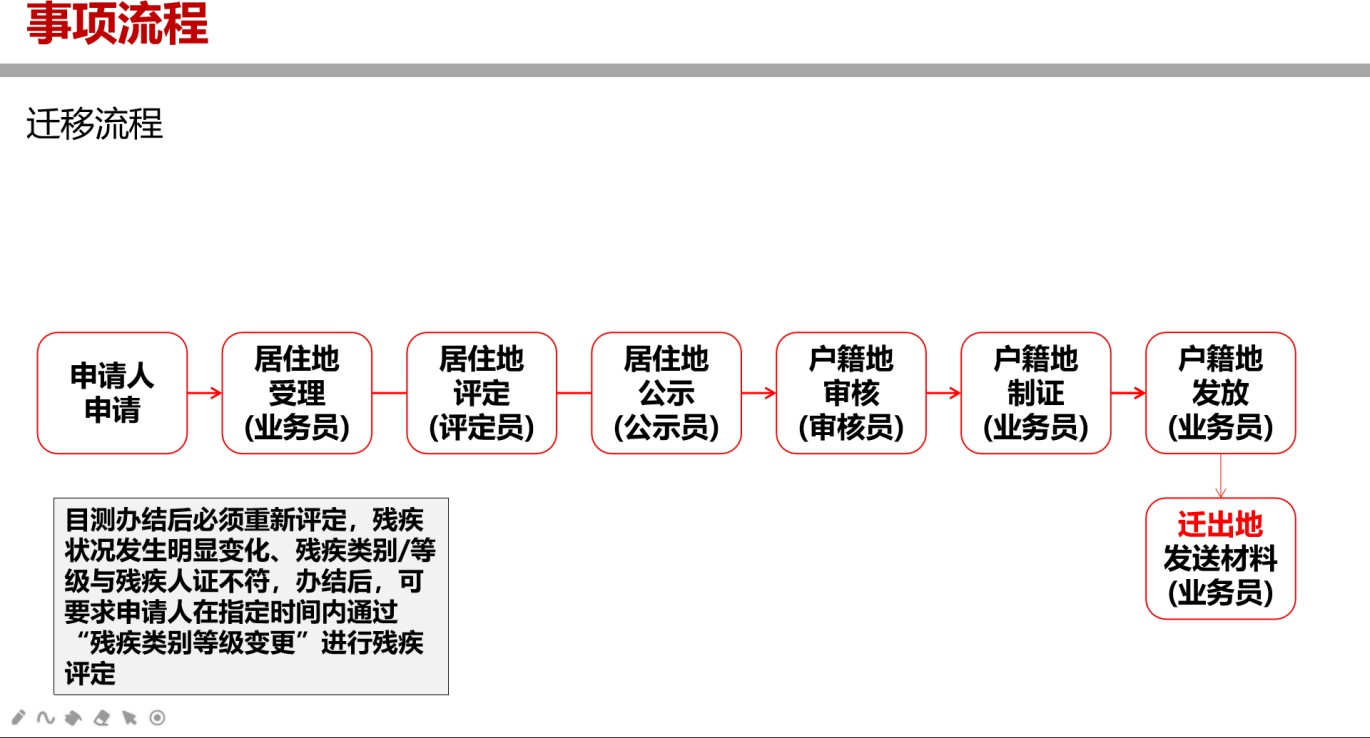 事项流程
迁移流程
申请人
申请
居住地
受理
(业务员)
居住地
评定
(评定员)
居住地
公示
(公示员)
户籍地
审核
(审核员)
户籍地
制证
(业务员)
户籍地
发放
(业务员)
迁出地
发送材料
(业务员)
目测办结后必须重新评定，残疾
状况发生明显变化、残疾类别/等
级与残疾人证不符，办结后，可
要求申请人在指定时间内通过
“残疾类别等级变更”进行残疾
评定